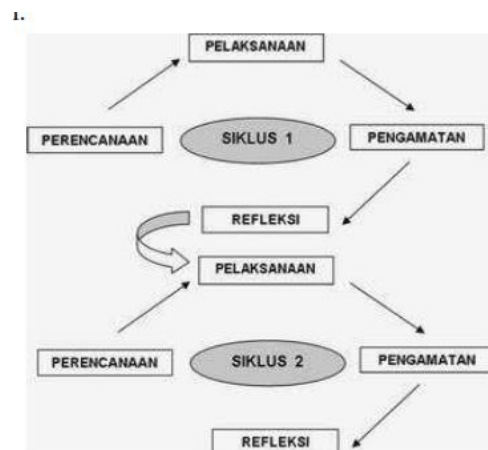 1.
PELAKSANAAN
PERENCANAAN SIKLUS 1 PENGAMATAN
REFLEKSI
PELAKSANAAN
PERENCANAAN SIKLUS 2 PENGAMATAN
REFLEKSI